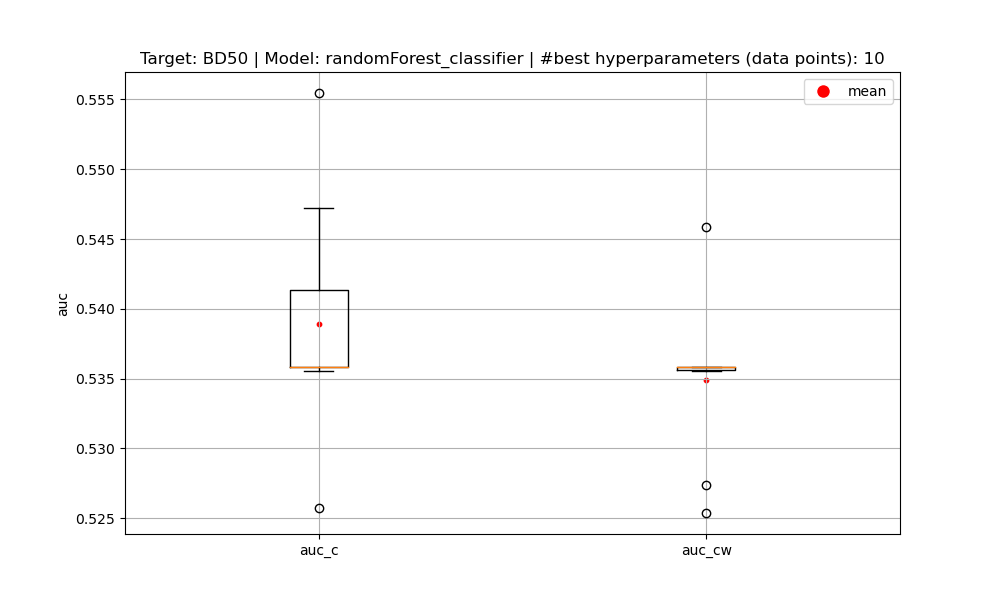 Target: BD50 | Model: randomForest_classifier | #best hyperparameters (data points): 10
mean
0.555
0.550
0.545
0.540
0.535
0.530
0.525
auc
auc_c
auc_cw